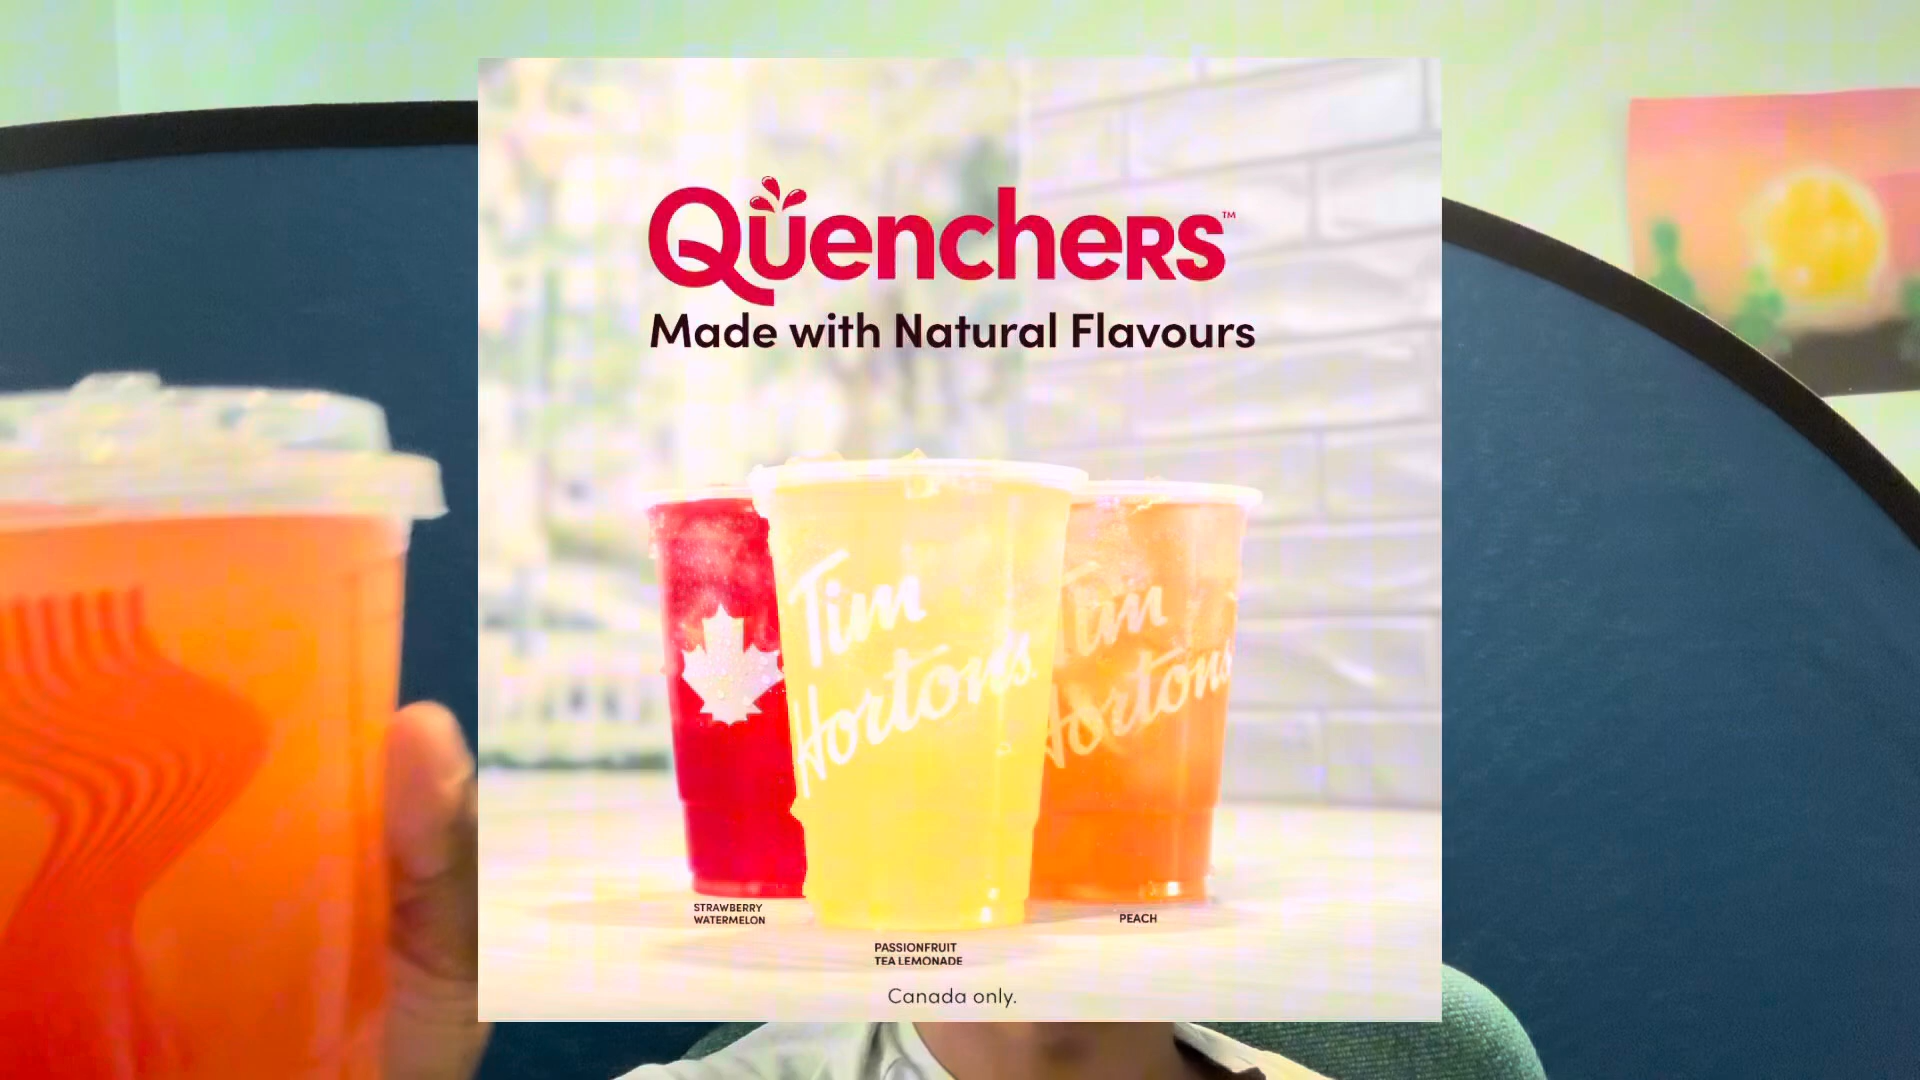 Quenchers™
Made with Natural Flavours
Tim
Hortons
Tim
Hortons
STRAWBERRY
WATERMELON
PEACH
PASSIONFRUIT
TEA LEMONADE
Canada only.